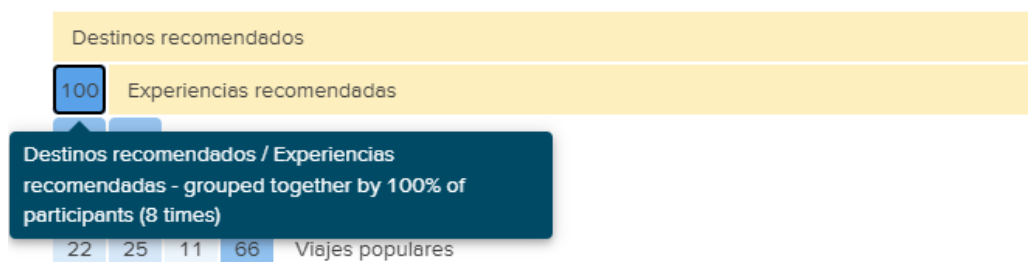 Destinos recomendados
100 Experiencias recomendadas
Destinos recomendados / Experiencias
recomendadas - grouped together by 100% of
participants (8 times)
22 25 11 66 Viajes populares